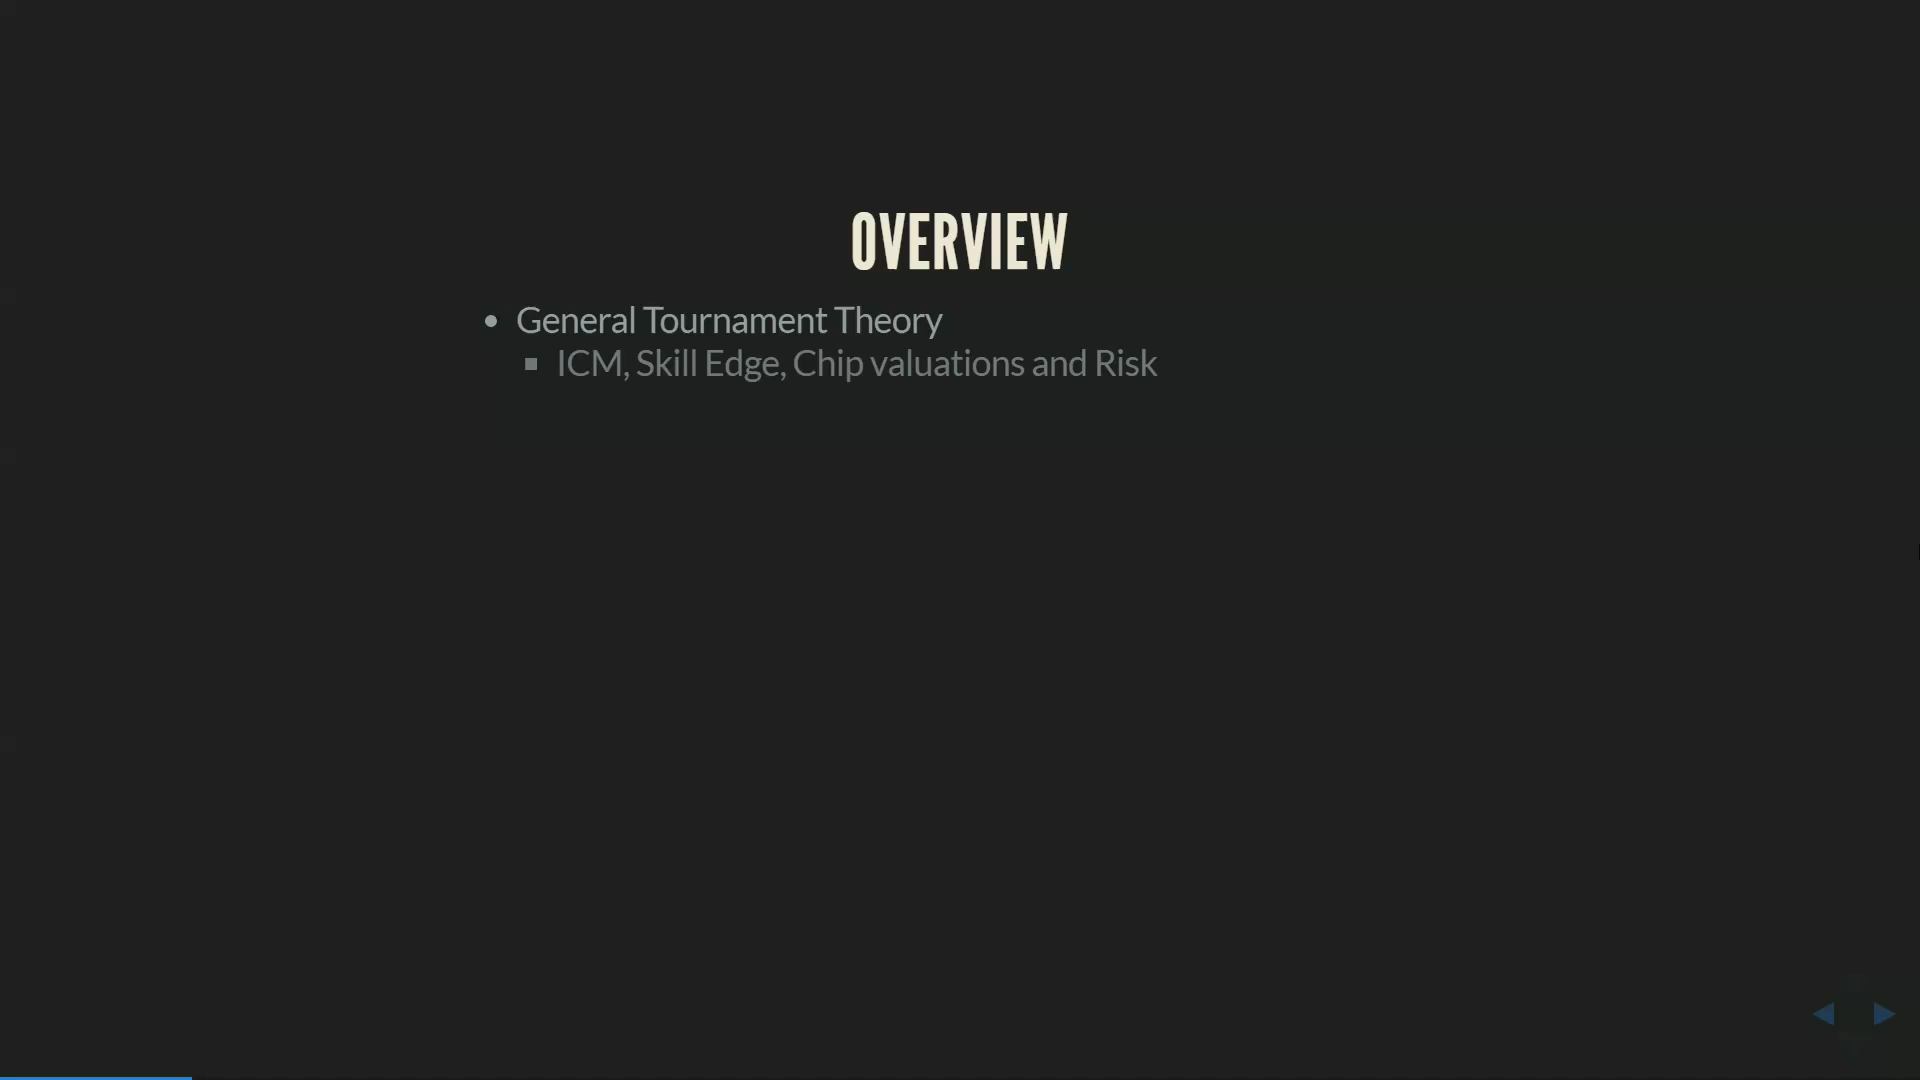 OVERVIEW
General Tournament Theory
ICM, Skill Edge, Chip valuations and Risk